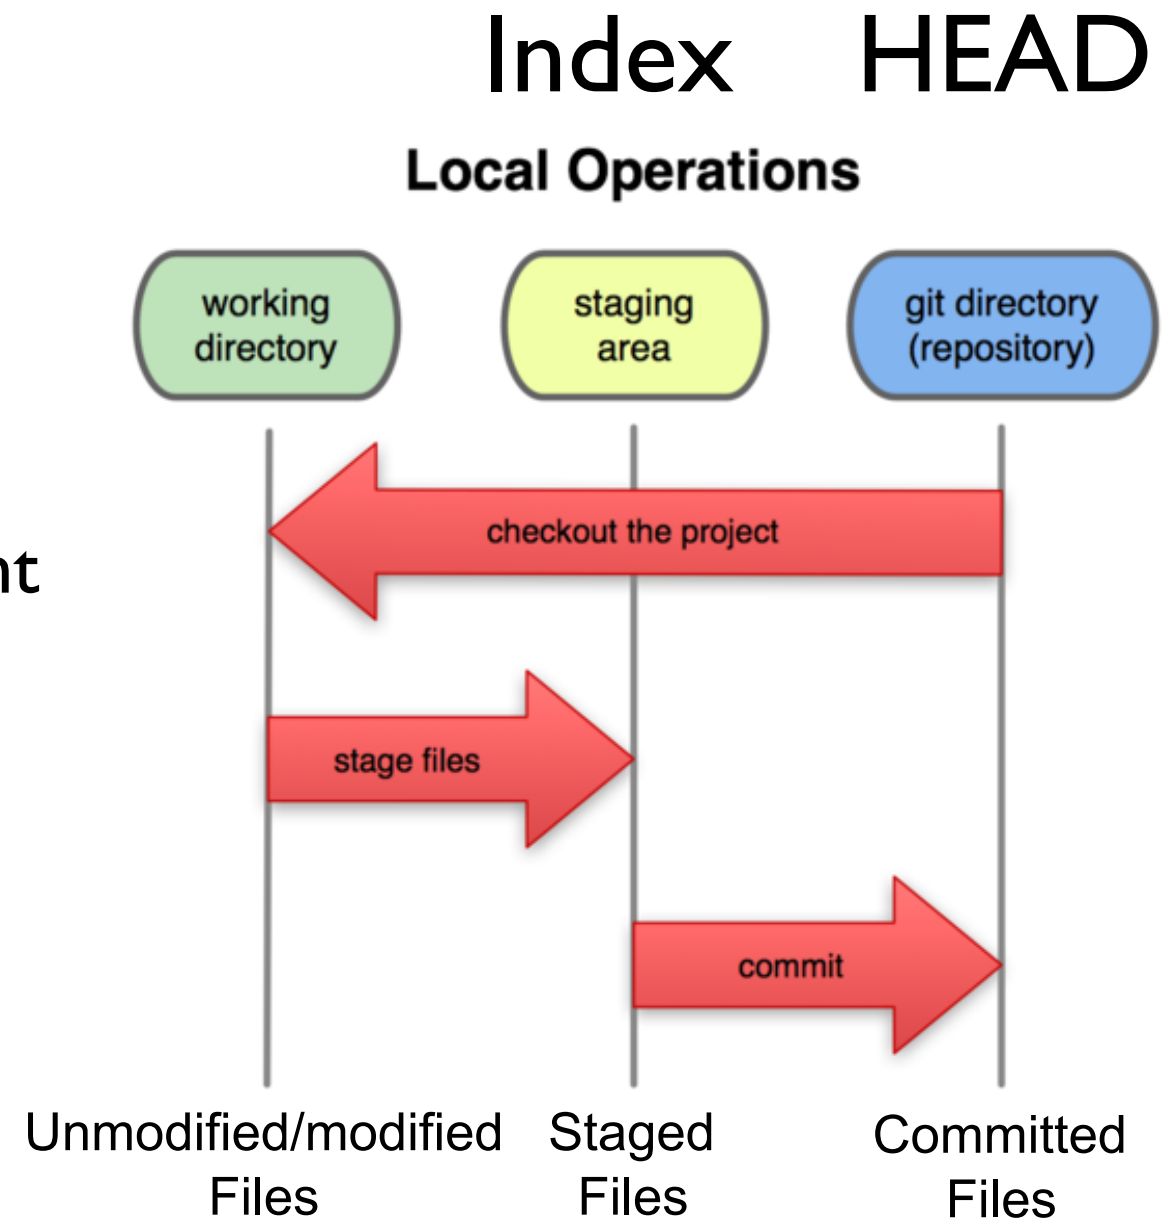 Index HEAD
Local Operations
working
directory
staging
area
git directory
(repository)
checkout the project
nt
stage files
commit
Unmodified/modified
Files
Staged
Files
Committed
Files